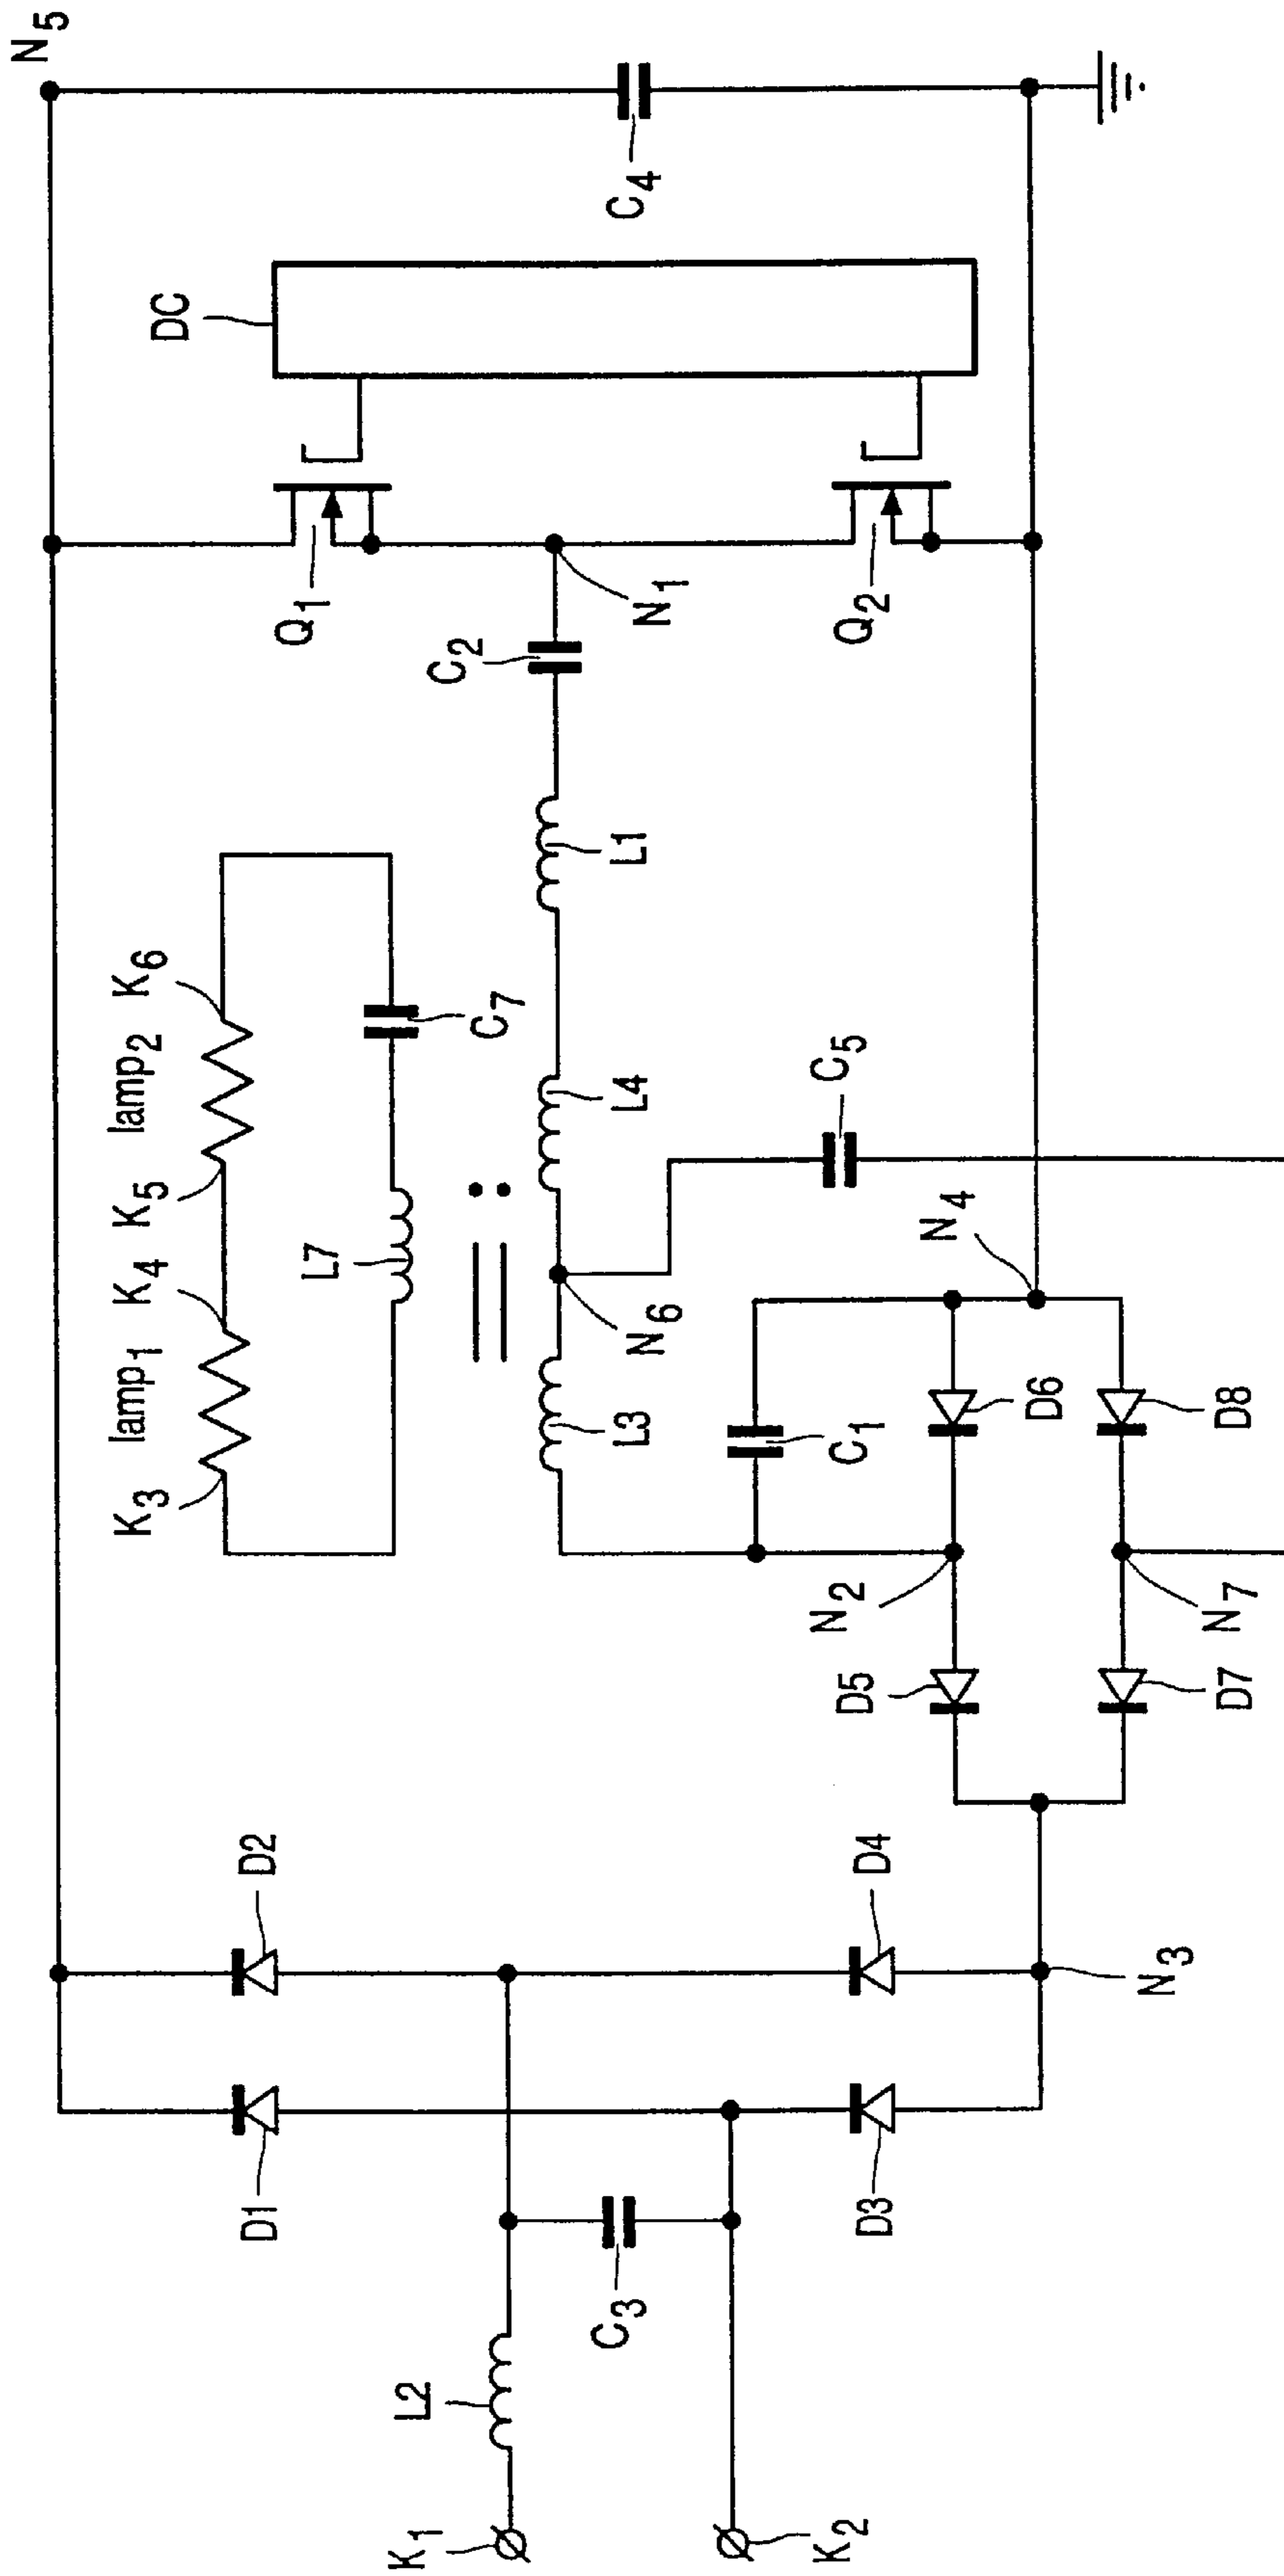 N5
DC
C4
Q1
N1
Q2
C2
L1
K6
lamp2
K5
C7
L4
C5
K4
L7
N6
N4
lamp1
K3
L3
C1
D6
D8
N2
N7
D5
D7
D2
D4
N3
D1
D3
C3
L2
K1
K2